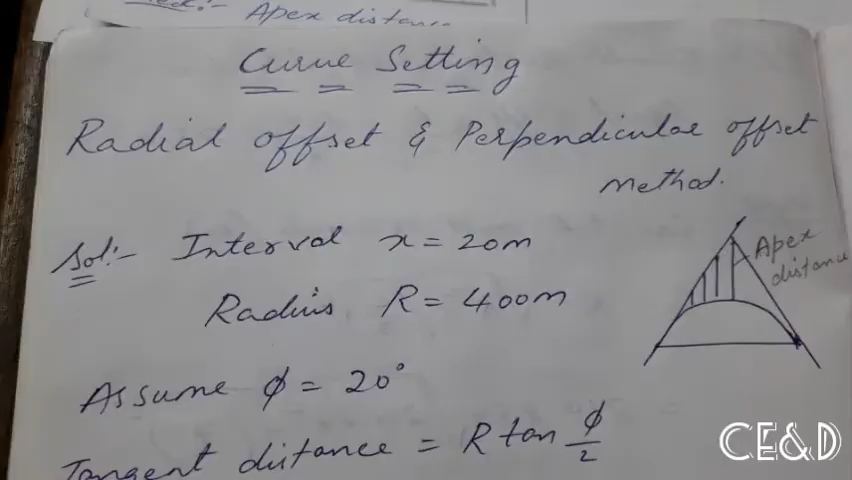 Apex distance
Curve Setting
Radial offset & Perpendicular offset
method.
Sol:- Interval x = 20m
Radius R = 400m
Apex
distance
Assume ϕ = 20°
Tangent distance = R tan ϕ/2
CE&D